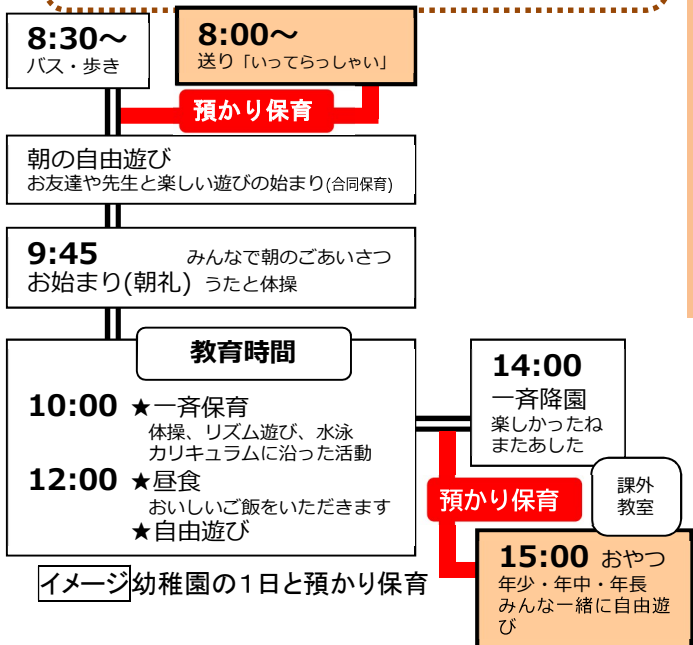 8:30〜
バス・歩き
8:00〜
送り「いってらっしゃい」
預かり保育
朝の自由遊び
お友達や先生と楽しい遊びの始まり(合同保育)
9:45 みんなで朝のごあいさつ
お始まり(朝礼) うたと体操
教育時間
10:00 ★一斉保育
体操、リズム遊び、水泳
カリキュラムに沿った活動
12:00 ★昼食
おいしいご飯をいただきます
★自由遊び
14:00
一斉降園
楽しかったね
またあした
預かり保育
課外
教室
15:00 おやつ
年少・年中・年長
みんな一緒に自由遊
び
イメージ幼稚園の1日と預かり保育